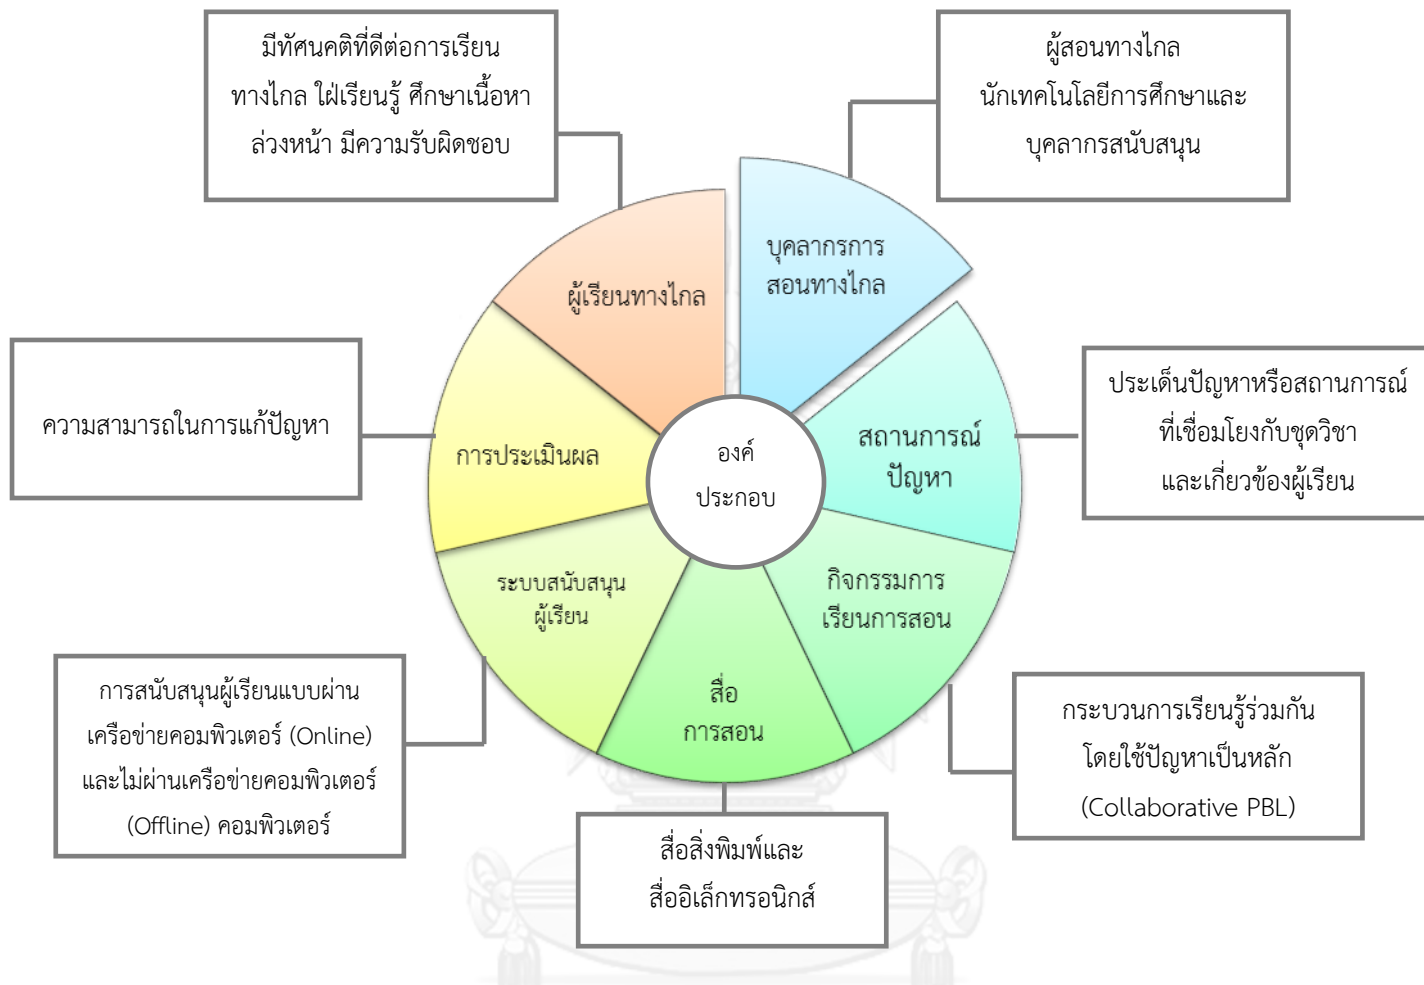 มีทัศนคติที่ดีต่อการเรียน
ทางไกล ใฝ่เรียนรู้ ศึกษาเนื้อหา
ล่วงหน้า มีความรับผิดชอบ
ผู้สอนทางไกล
นักเทคโนโลยีการศึกษาและ
บุคลากรสนับสนุน
ผู้เรียนทางไกล
บุคลากรการ
สอนทางไกล
ความสามารถในการแก้ปัญหา
การประเมินผล
องค์
ประกอบ
สถานการณ์
ปัญหา
ประเด็นปัญหาหรือสถานการณ์
ที่เชื่อมโยงกับชุดวิชา
และเกี่ยวข้องผู้เรียน
ระบบสนับสนุน
ผู้เรียน
สื่อ
การสอน
กิจกรรมการ
เรียนการสอน
การสนับสนุนผู้เรียนแบบผ่าน
เครือข่ายคอมพิวเตอร์ (Online)
และไม่ผ่านเครือข่ายคอมพิวเตอร์
(Offline) คอมพิวเตอร์
สื่อสิ่งพิมพ์และ
สื่ออิเล็กทรอนิกส์
กระบวนการเรียนรู้ร่วมกัน
โดยใช้ปัญหาเป็นหลัก
(Collaborative PBL)